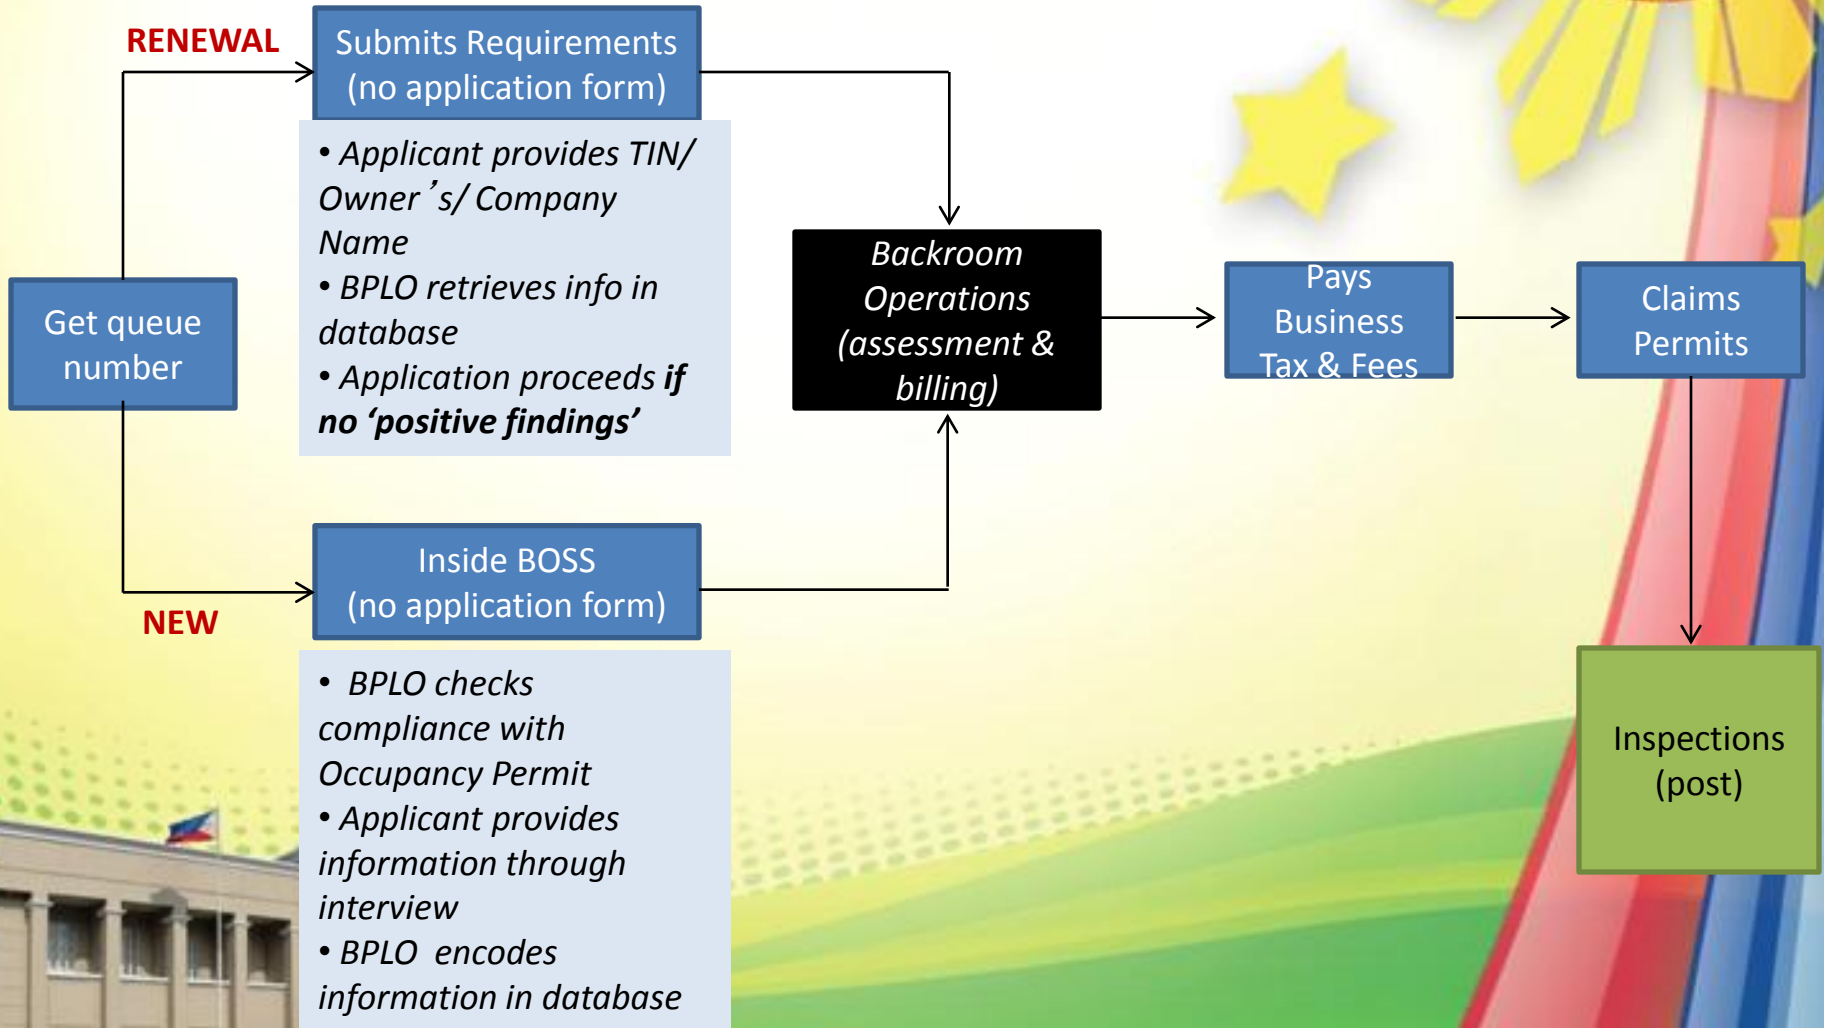 RENEWAL
Submits Requirements
(no application form)
• Applicant provides TIN/
Owner’s/ Company
Name
• BPLO retrieves info in
database
• Application proceeds if
no ‘positive findings’
Get queue
number
NEW
Inside BOSS
(no application form)
• BPLO checks
compliance with
Occupancy Permit
• Applicant provides
information through
interview
• BPLO encodes
information in database
Backroom
Operations
(assessment &
billing)
Pays
Business
Tax & Fees
Claims
Permits
Inspections
(post)